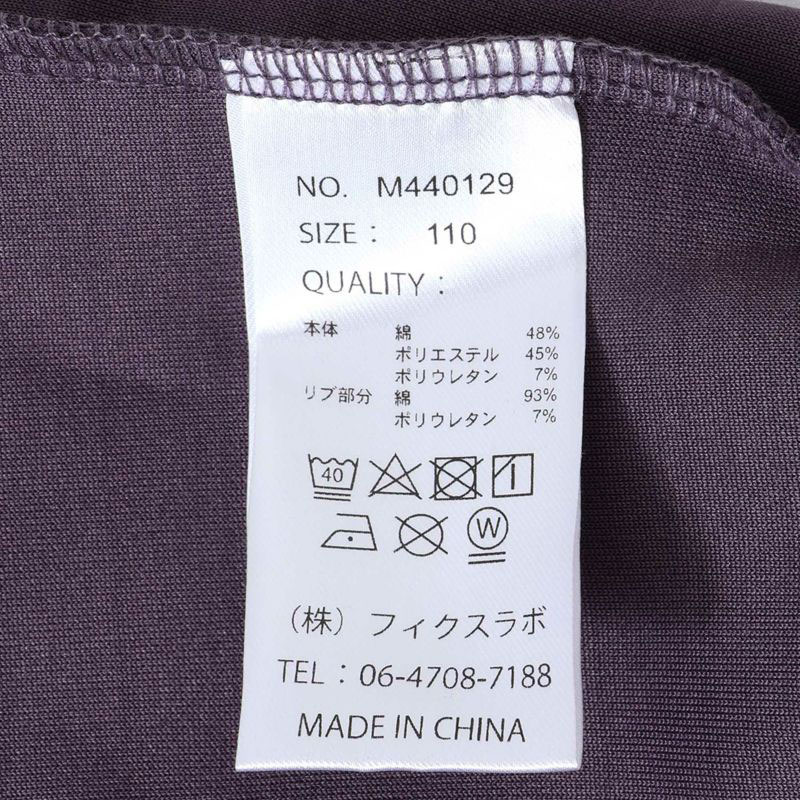 NO. M440129
SIZE： 110
QUALITY：
本体 綿 48%
ポリエステル 45%
ポリウレタン 7%
リブ部分 綿 93%
ポリウレタン 7%
40
W
（株）フィクスラボ
TEL：06-4708-7188
MADE IN CHINA